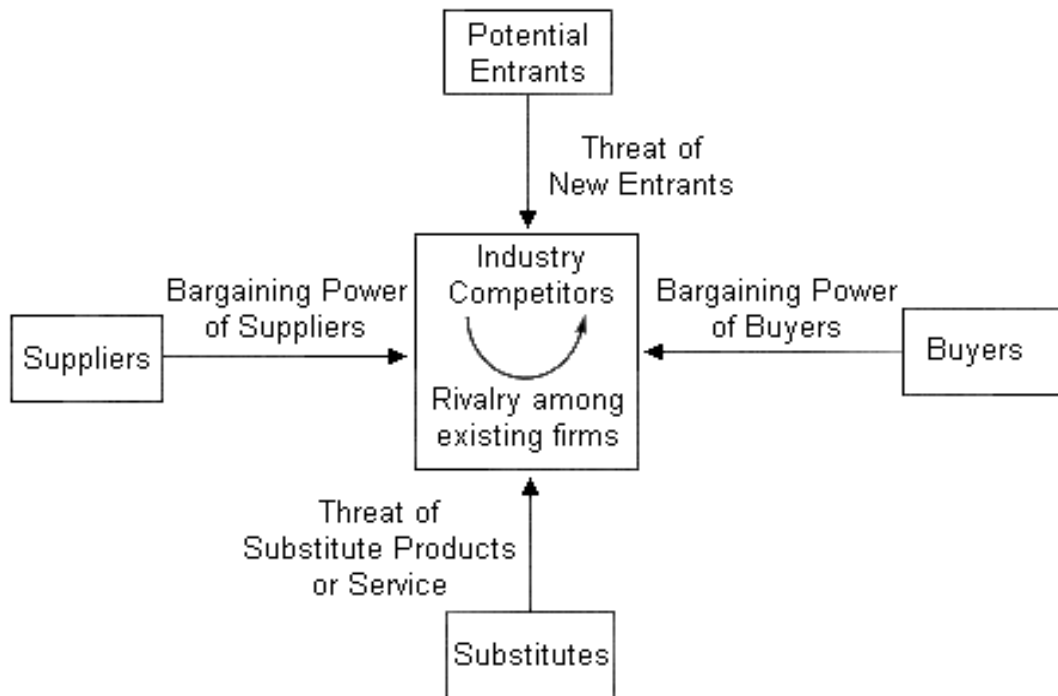 Potential
Entrants
Threat of
New Entrants
Industry
Competitors
Bargaining Power
of Suppliers
Bargaining Power
of Buyers
Suppliers
Buyers
Rivalry among
existing firms
Threat of
Substitute Products
or Service
Substitutes